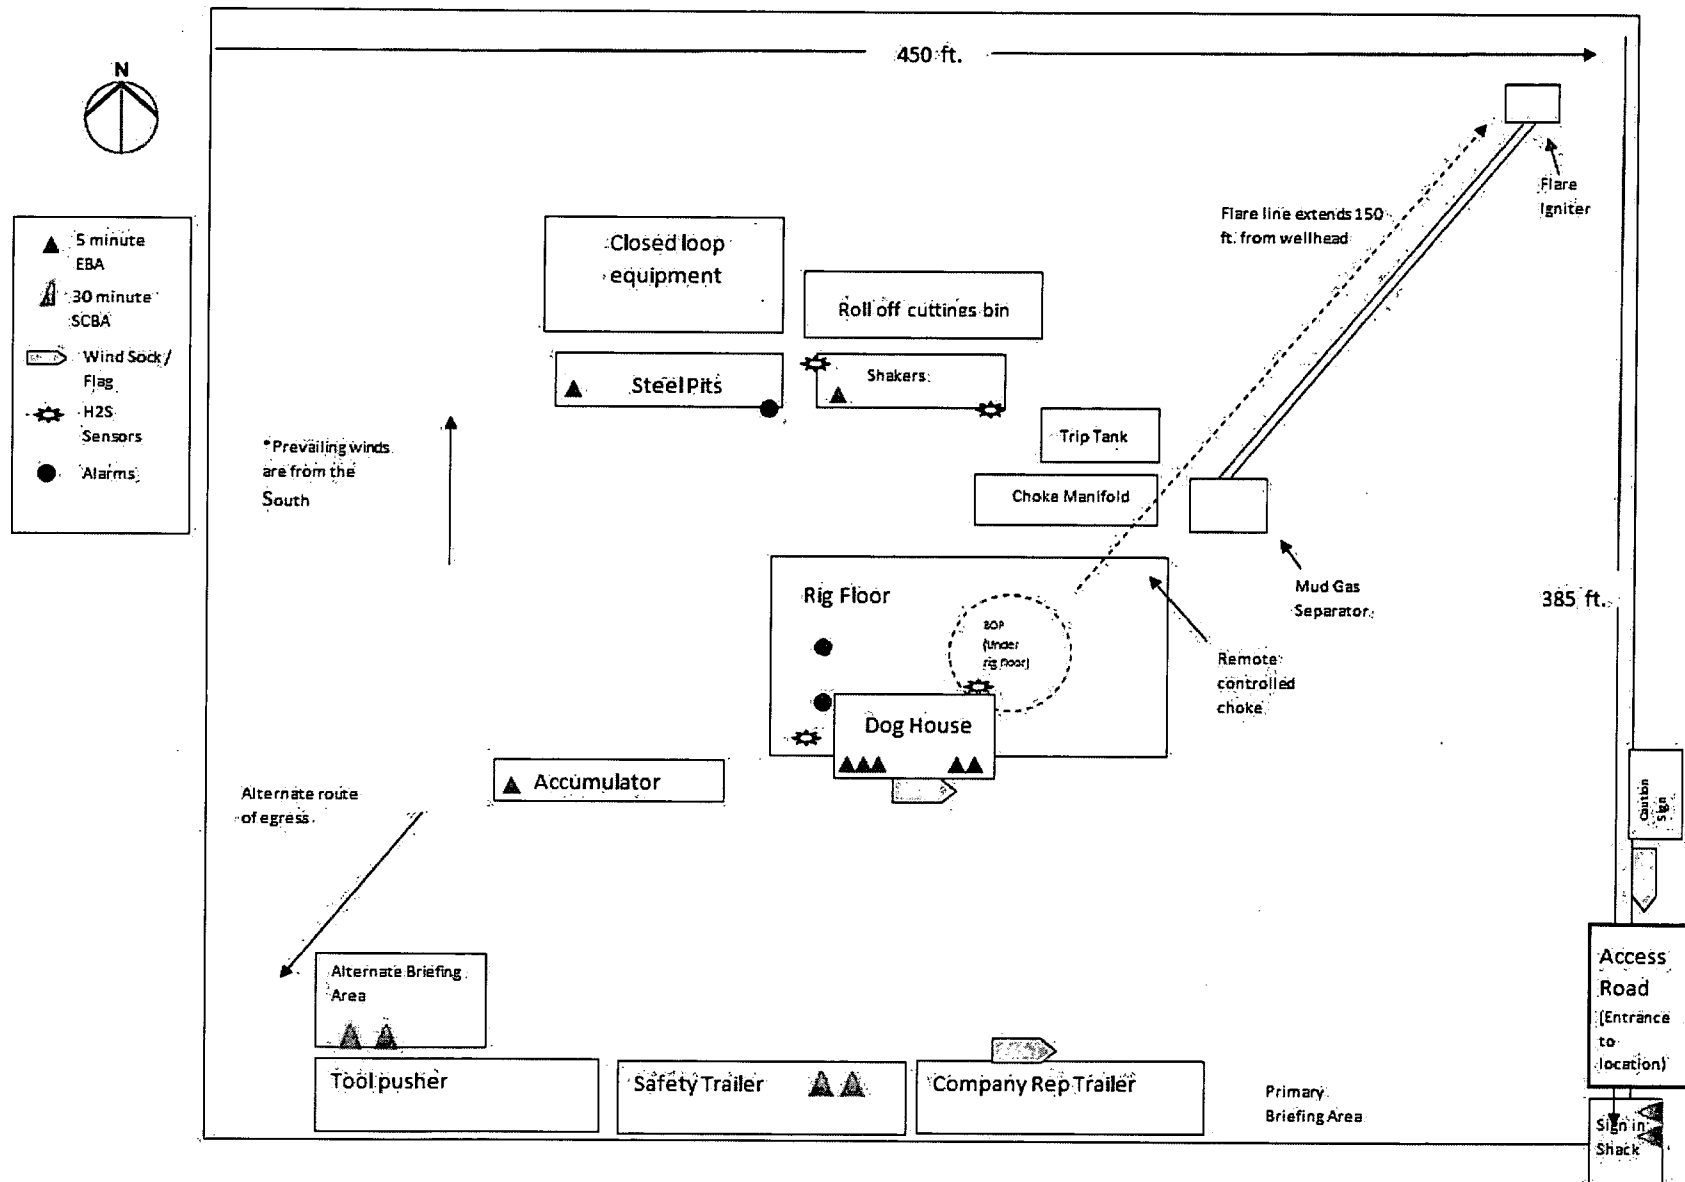 450 ft.
N
5 minute
EBA
30 minute
SCBA
Wind Sock /
Flag
H2S
Sensors
Alarms
Flare
Igniter
Flare line extends 150
ft. from wellhead
Closed loop
equipment
Roll off cuttines bin
Steel Pits
Shakers
Trip Tank
Choke Manifold
*Prevailing winds
are from the
South
Mud Gas
Separator
385 ft.
Rig Floor
BOP
(Under
rig floor)
Remote
controlled
choke
Dog House
Accumulator
Alternate route
of egress
Caution
Sign
Alternate Briefing
Area
Access
Road
(Entrance
to
location)
Tool pusher
Safety Trailer
Company Rep Trailer
Primary
Briefing Area
Sign in
Shack